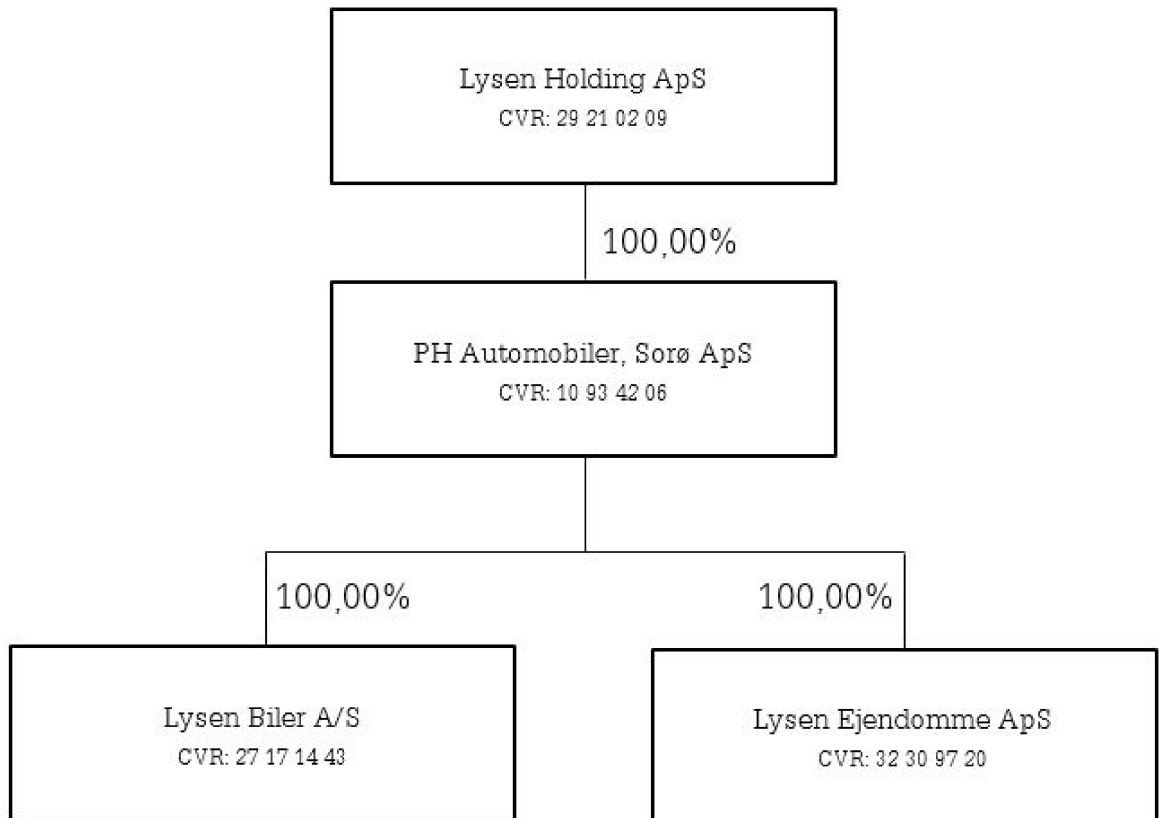 Lysen Holding ApS
CVR: 29 21 02 09
100,00%
PH Automobiler, Sorø ApS
CVR: 10 93 42 06
100,00%
100,00%
Lysen Biler A/S
CVR: 27 17 14 43
Lysen Ejendomme ApS
CVR: 32 30 97 20